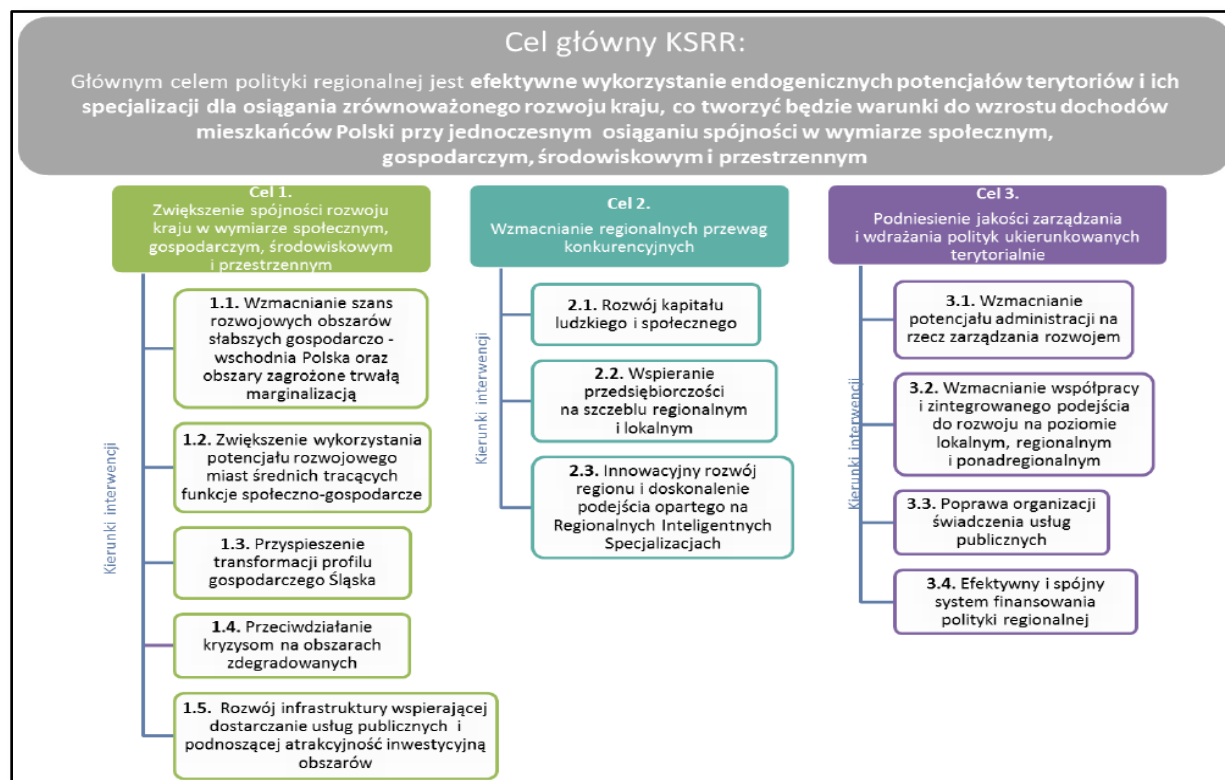 Cel główny KSRR:
Głównym celem polityki regionalnej jest efektywne wykorzystanie endogenicznych potencjałów terytoriów i ich
specjalizacji dla osiągania zrównoważonego rozwoju kraju, co tworzyć będzie warunki do wzrostu dochodów
mieszkańców Polski przy jednoczesnym osiąganiu spójności w wymiarze społecznym,
gospodarczym, środowiskowym i przestrzennym
Cel 1.
Zwiększenie spójności rozwoju
kraju w wymiarze społecznym,
gospodarczym, środowiskowym
i przestrzennym
Kierunki interwencji
1.1. Wzmacnianie szans
rozwojowych obszarów
słabszych gospodarczo -
wschodnia Polska oraz
obszary zagrożone trwałą
marginalizacją
1.2. Zwiększenie wykorzystania
potencjału rozwojowego
miast średnich tracących
funkcje społeczno-gospodarcze
1.3. Przyspieszenie
transformacji profilu
gospodarczego Śląska
1.4. Przeciwdziałanie
kryzysom na obszarach
zdegradowanych
1.5. Rozwój infrastruktury wspierającej
dostarczanie usług publicznych i
podnoszącej atrakcyjność inwestycyjną
obszarów
Cel 2.
Wzmacnianie regionalnych przewag
konkurencyjnych
Kierunki interwencji
2.1. Rozwój kapitału
ludzkiego i społecznego
2.2. Wspieranie
przedsiębiorczości
na szczeblu regionalnym
i lokalnym
2.3. Innowacyjny rozwój
regionu i doskonalenie
podejścia opartego na
Regionalnych Inteligentnych
Specjalizacjach
Cel 3.
Podniesienie jakości zarządzania
i wdrażania polityk ukierunkowanych
terytorialnie
Kierunki interwencji
3.1. Wzmacnianie
potencjału administracji na
rzecz zarządzania rozwojem
3.2. Wzmacnianie współpracy
i zintegrowanego podejścia
do rozwoju na poziomie
lokalnym, regionalnym
i ponadregionalnym
3.3. Poprawa organizacji
świadczenia usług
publicznych
3.4. Efektywny i spójny
system finansowania
polityki regionalnej